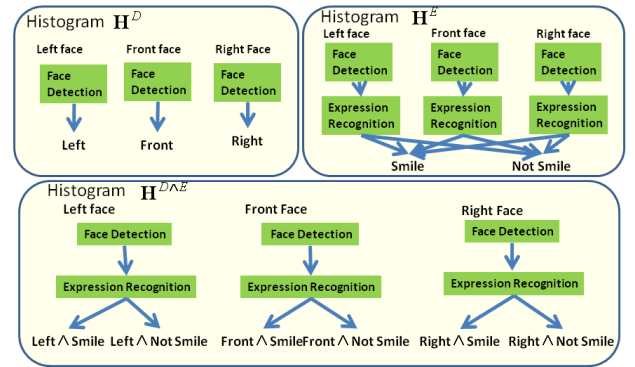 Histogram H^D
Left face
Front face
Right Face
Face
Detection
Face
Detection
Face
Detection
Left
Front
Right
Histogram H^E
Left face
Front face
Right face
Face
Detection
Face
Detection
Face
Detection
Expression
Recognition
Expression
Recognition
Expression
Recognition
Smile
Not Smile
Histogram H^D∧E
Left face
Front Face
Right Face
Face Detection
Face Detection
Face Detection
Expression Recognition
Expression Recognition
Expression Recognition
Left ∧ Smile
Left ∧ Not Smile
Front ∧ Smile
Front ∧ Not Smile
Right ∧ Smile
Right ∧ Not Smile